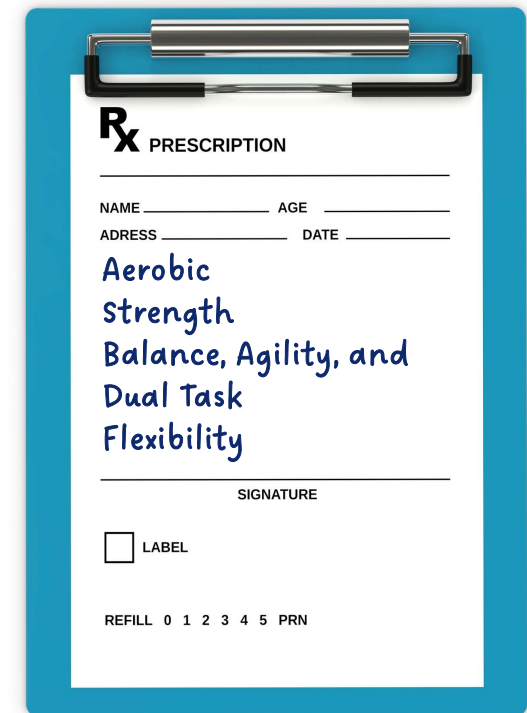 Rx PRESCRIPTION
NAME AGE
ADRESS DATE
Aerobic
Strength
Balance, Agility, and
Dual Task
Flexibility
SIGNATURE
LABEL
REFILL 0 1 2 3 4 5 PRN